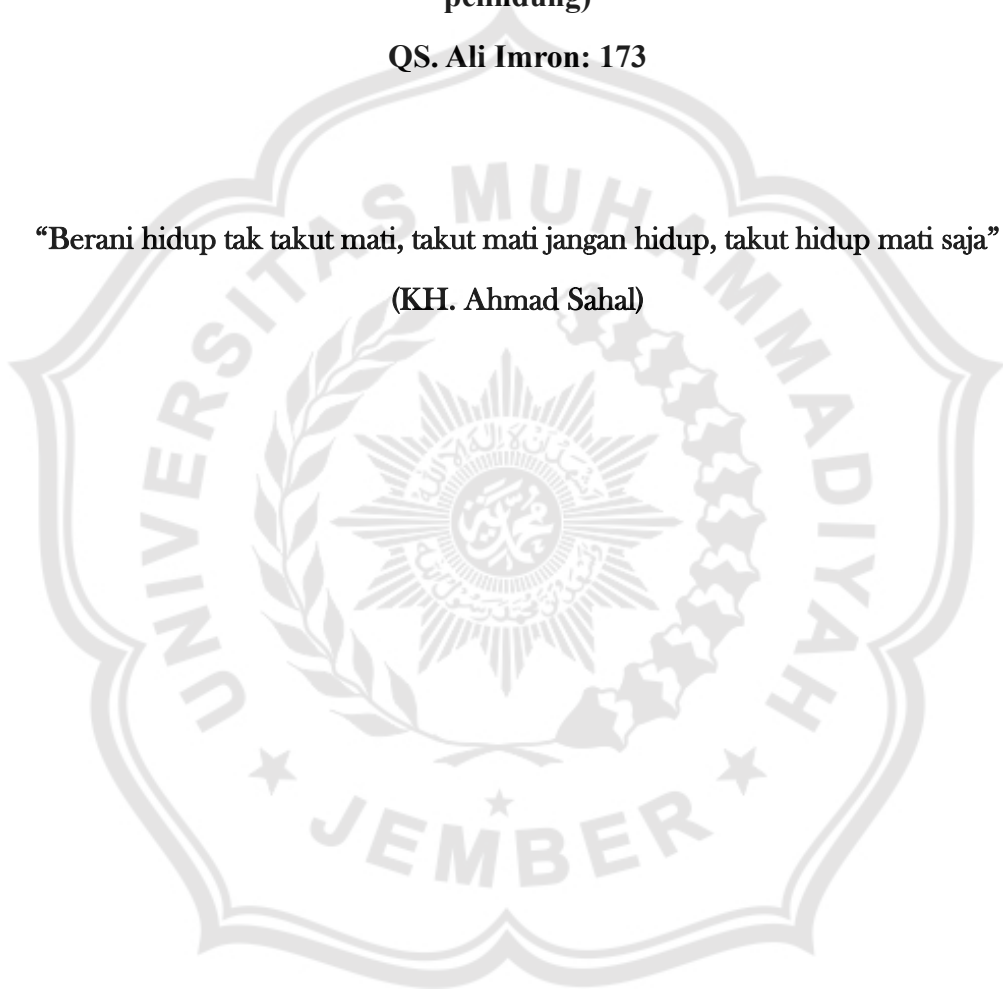 pelindung)
QS. Ali Imron: 173
“Berani hidup tak takut mati, takut mati jangan hidup, takut hidup mati saja”
(KH. Ahmad Sahal)
UNIVERSITAS MUHAMMADIYAH
JEMBER